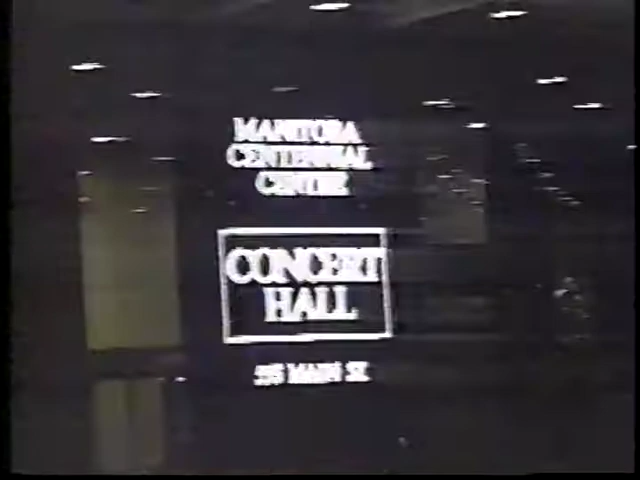 MANITOBA
CENTENNIAL
CENTRE
CONCERT
HALL
555 MAIN ST.